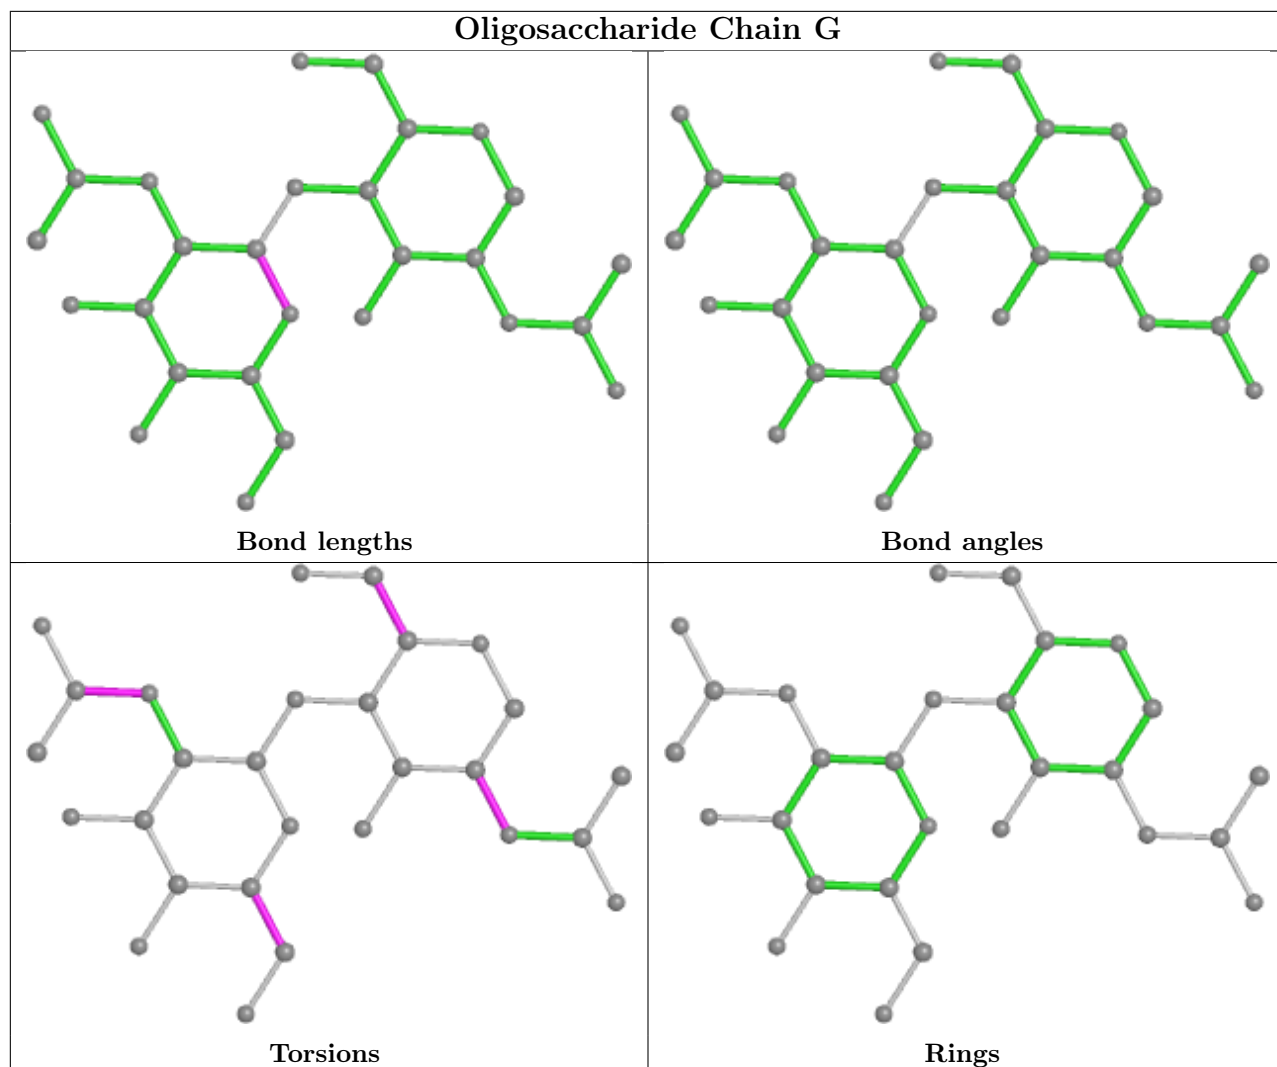 Oligosaccharide Chain G
Bond lengths
Bond angles
Torsions
Rings